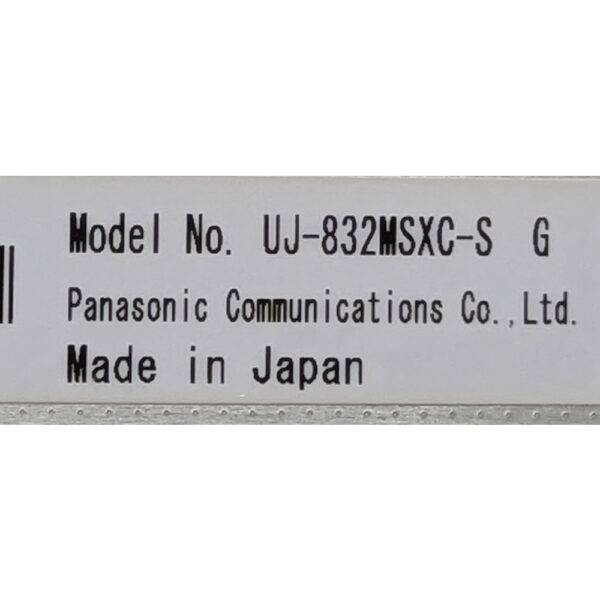 Model No. UJ-832MSXC-S G
Panasonic Communications Co.,Ltd.
Made in Japan